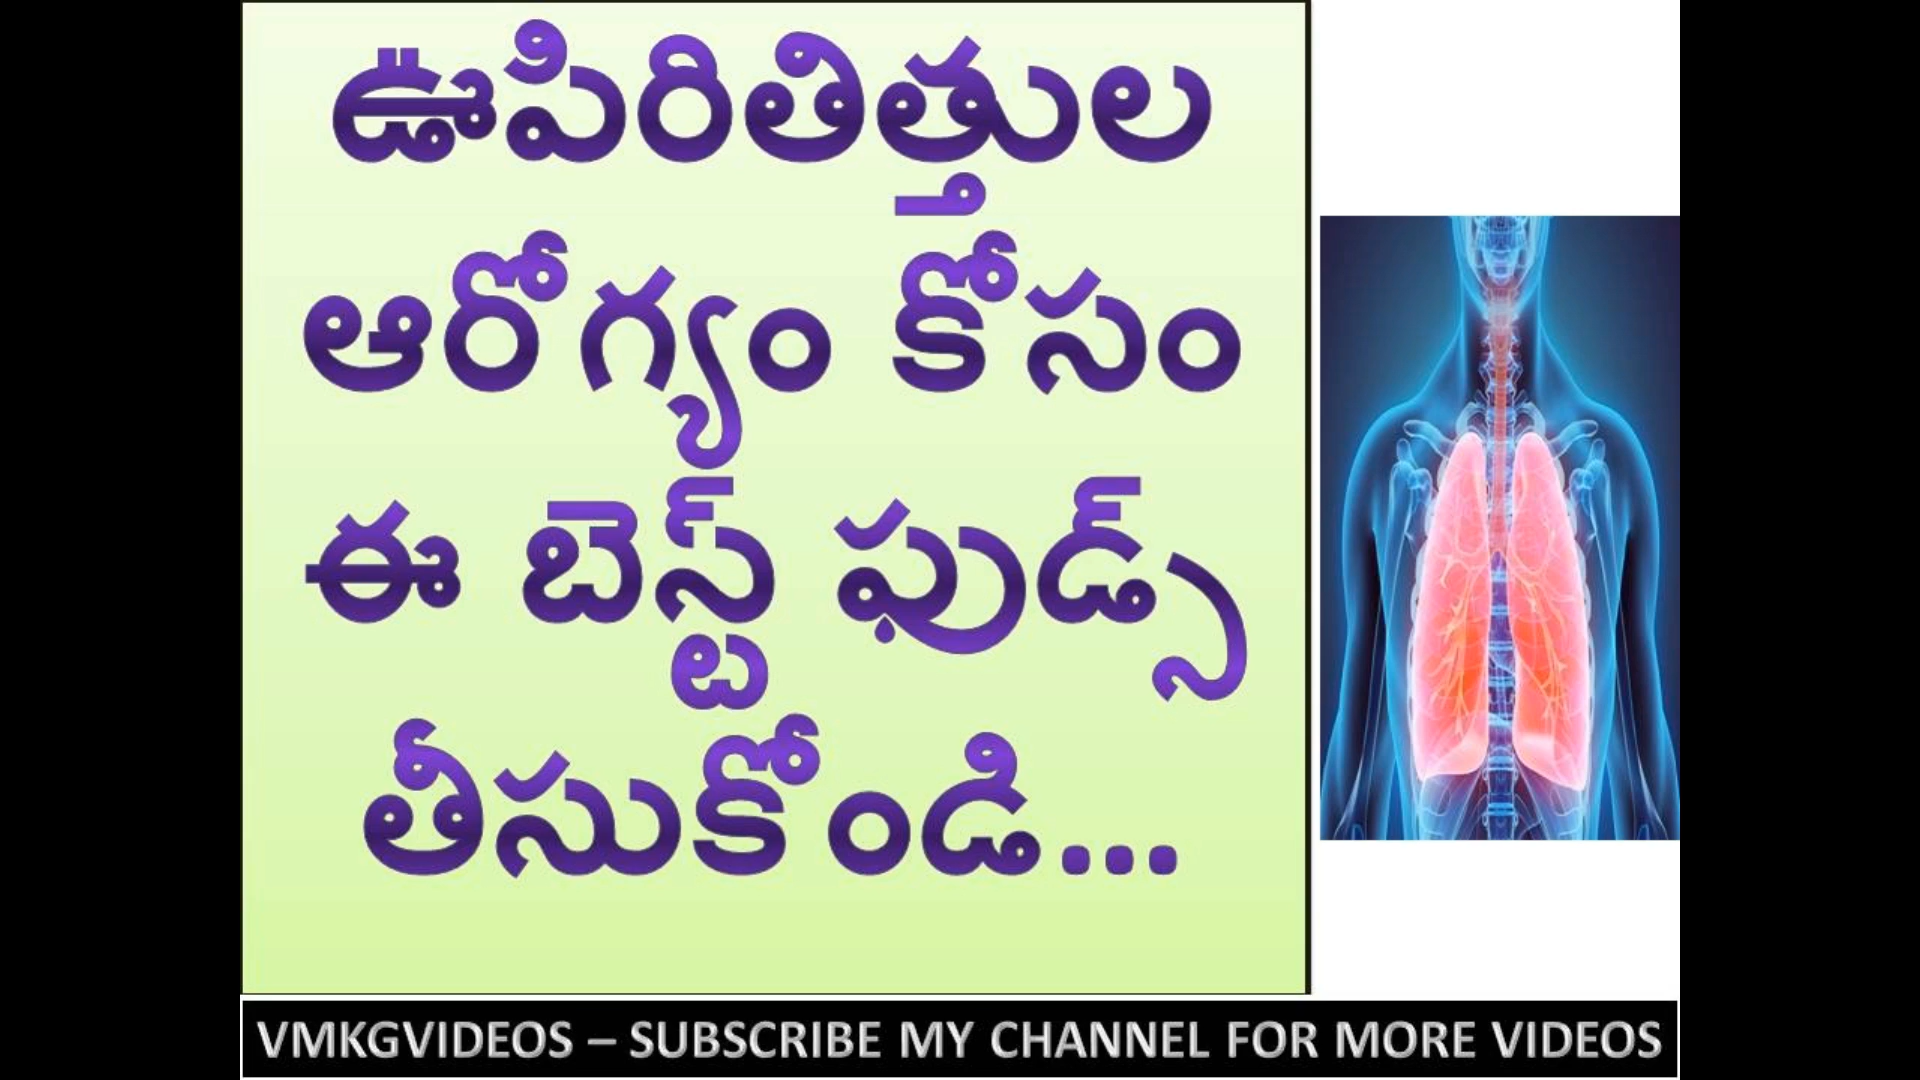 ఊపిరితిత్తుల
ఆరోగ్యం కోసం
ఈ బెస్ట్ ఫుడ్స్
తీసుకోండి...
VMKGVIDEOS – SUBSCRIBE MY CHANNEL FOR MORE VIDEOS